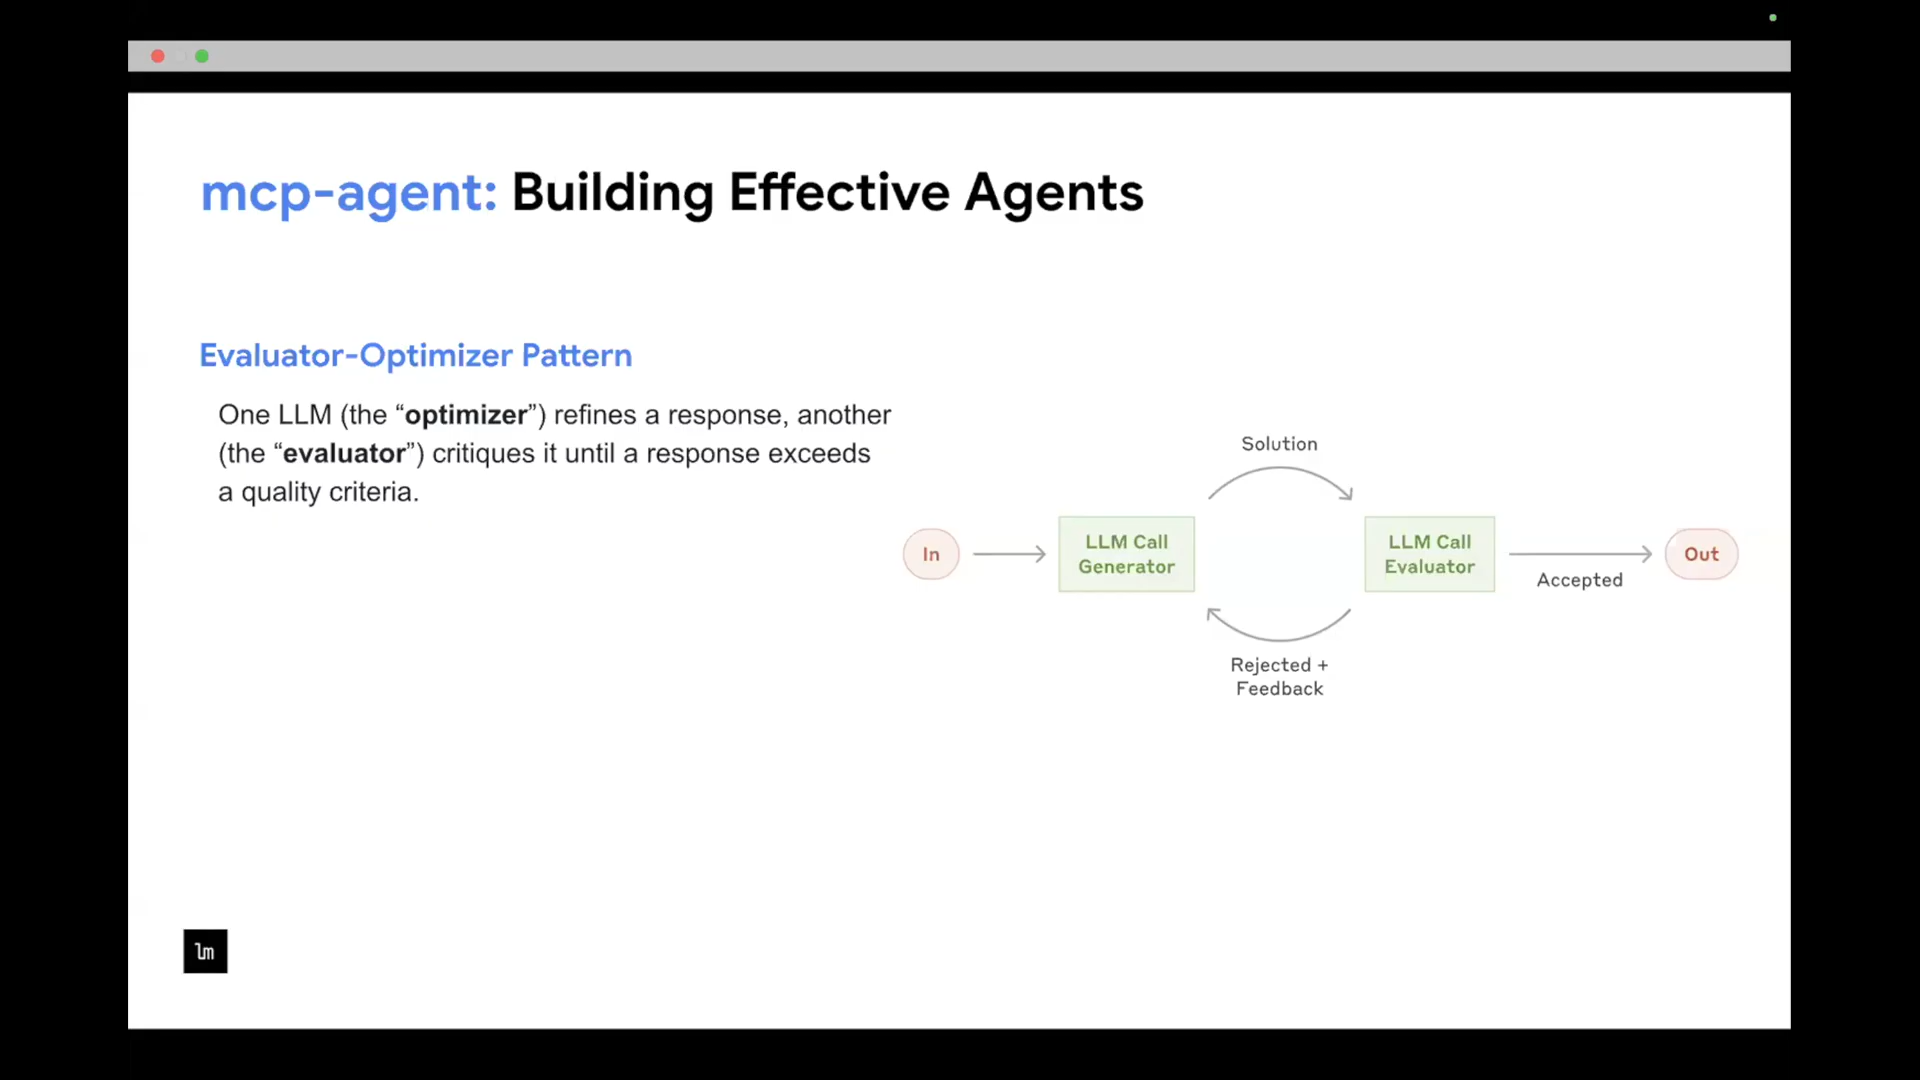 mcp-agent: Building Effective Agents
Evaluator-Optimizer Pattern
One LLM (the “optimizer”) refines a response, another
(the “evaluator”) critiques it until a response exceeds
a quality criteria.
Solution
In
LLM Call
Generator
LLM Call
Evaluator
Accepted
Out
Rejected +
Feedback
lm